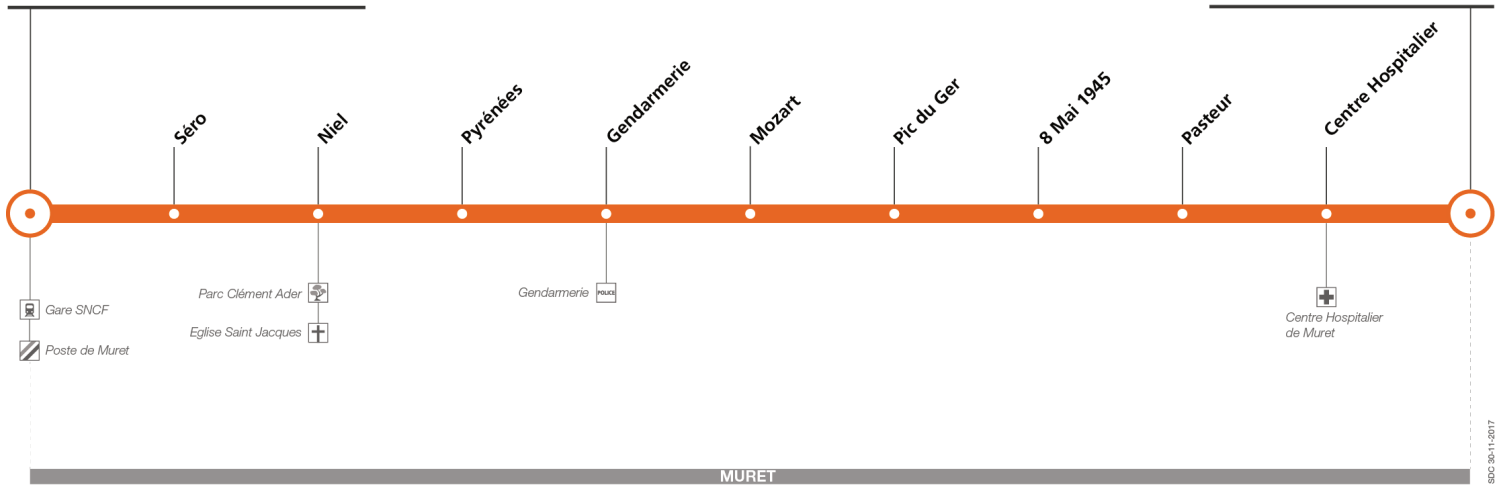 Séro
Niel
Pyrénées
Gendarmerie
Mozart
Pic du Ger
8 Mai 1945
Pasteur
Centre Hospitalier
Gare SNCF
Poste de Muret
Parc Clément Ader
Eglise Saint Jacques
Gendarmerie
POLICE
Centre Hospitalier
de Muret
MURET
SDC 30-11-2017